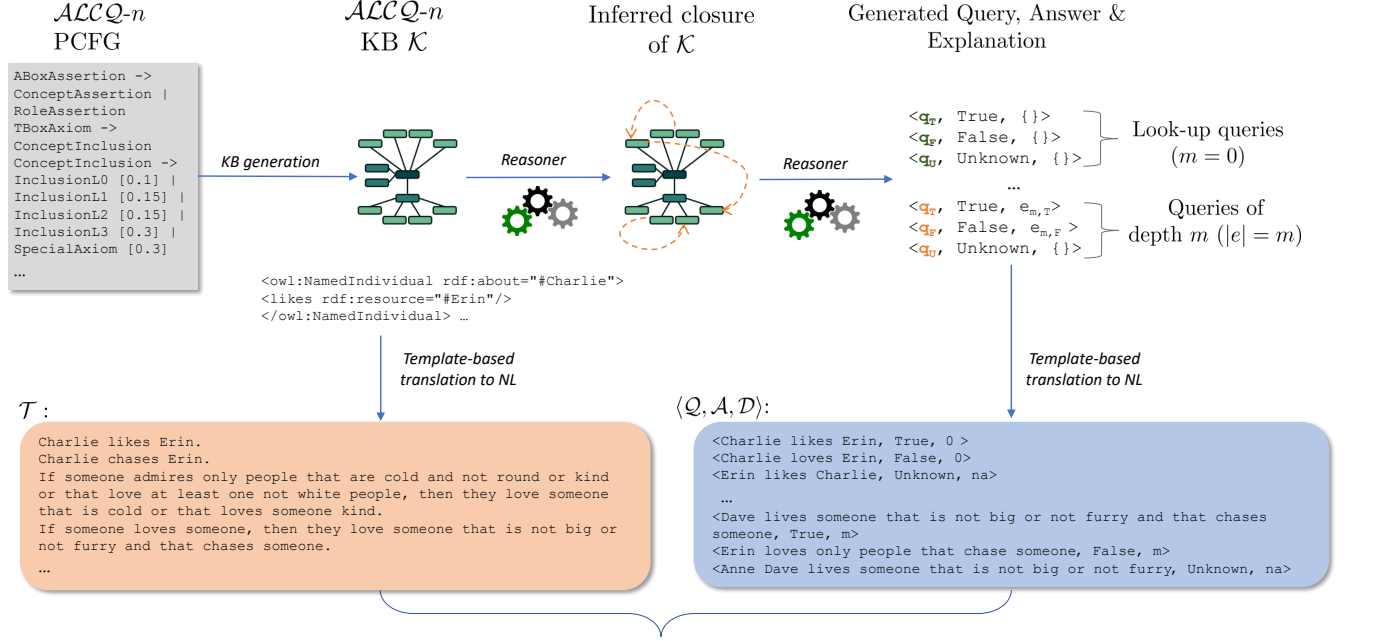 ALCQ-n
PCFG
ALCQ-n
KB K
Inferred closure
of K
Generated Query, Answer &
Explanation
ABoxAssertion ->
ConceptAssertion |
RoleAssertion
TBoxAxiom ->
ConceptInclusion
ConceptInclusion ->
InclusionL0 [0.1] |
InclusionL1 [0.15] |
InclusionL2 [0.15] |
InclusionL3 [0.3] |
SpecialAxiom [0.3]
…
KB generation
Reasoner
Reasoner
<q_T, True, {}>
<q_F, False, {}>
<q_U, Unknown, {}>
…
<q_T, True, e_m,T>
<q_F, False, e_m,F >
<q_U, Unknown, {}>
Look-up queries
(m = 0)
Queries of
depth m (|e| = m)
<owl:NamedIndividual rdf:about="#Charlie">
<likes rdf:resource="#Erin"/>
</owl:NamedIndividual> …
Template-based
translation to NL
Template-based
translation to NL
T :
Charlie likes Erin.
Charlie chases Erin.
If someone admires only people that are cold and not round or kind
or that love at least one not white people, then they love someone
that is cold or that loves someone kind.
If someone loves someone, then they love someone that is not big or
not furry and that chases someone.
…
⟨Q, A, D⟩:
<Charlie likes Erin, True, 0 >
<Charlie loves Erin, False, 0>
<Erin likes Charlie, Unknown, na>
…
<Dave lives someone that is not big or not furry and that chases
someone, True, m>
<Erin loves only people that chase someone, False, m>
<Anne Dave lives someone that is not big or not furry, Unknown, na>